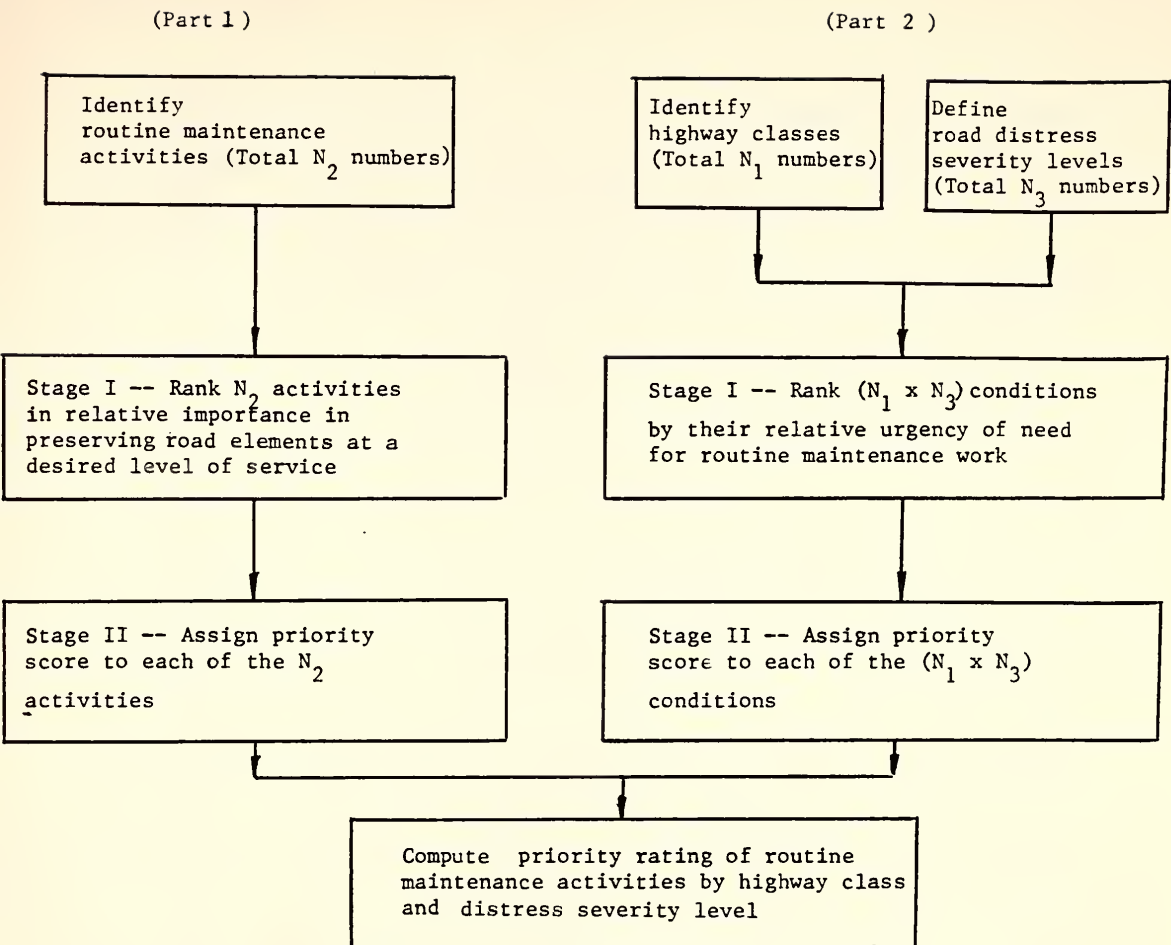 (Part 1)
(Part 2 )
Identify
routine maintenance
activities (Total N₂ numbers)
Identify
highway classes
(Total N₁ numbers)
Define
road distress
severity levels
(Total N₃ numbers)
Stage I -- Rank N₂ activities
in relative importance in
preserving road elements at a
desired level of service
Stage I -- Rank (N₁ x N₃) conditions
by their relative urgency of need
for routine maintenance work
Stage II -- Assign priority
score to each of the N₂
activities
Stage II -- Assign priority
score to each of the (N₁ x N₃)
conditions
Compute priority rating of routine
maintenance activities by highway class
and distress severity level